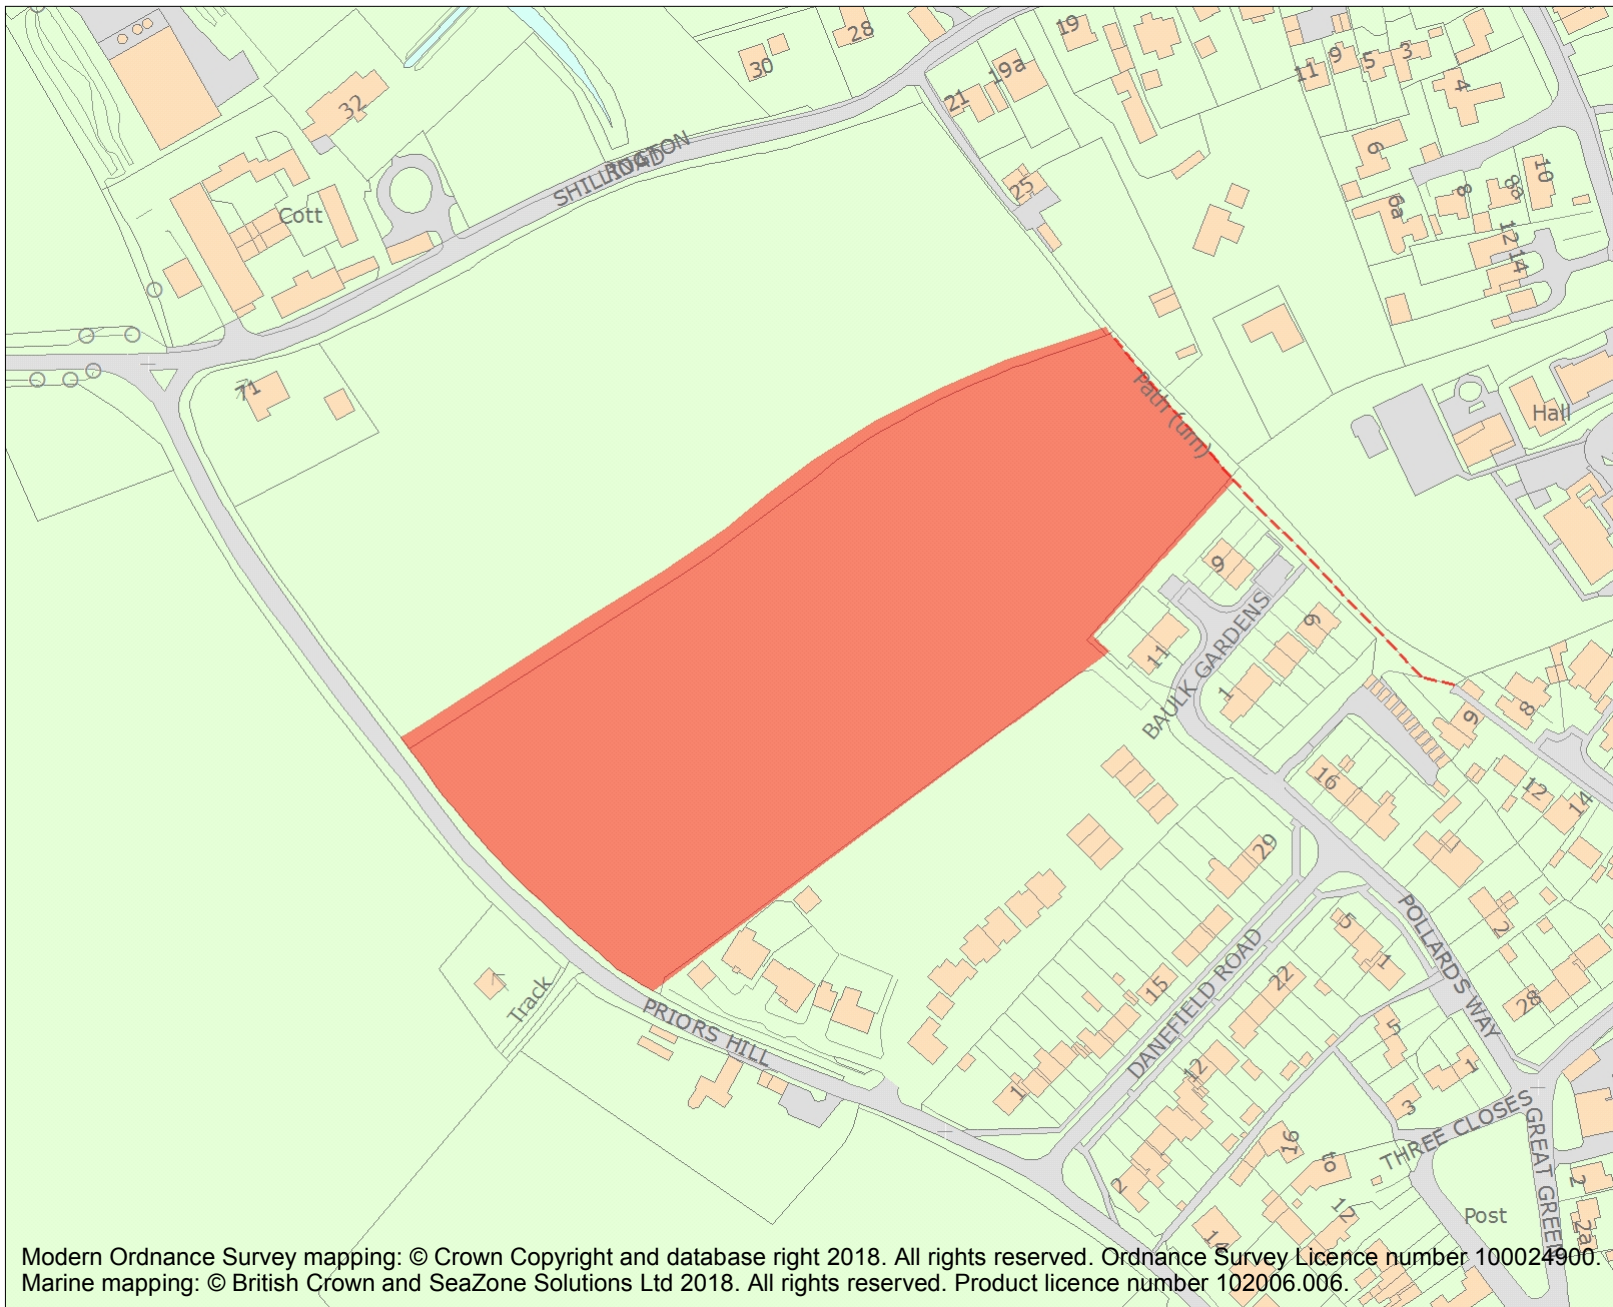 28
19
30
19a
11
9
5
3
32
21
4
6
10
25
8
8a
Cott
SHILLINGTON
ROAD
6a
12
14
71
Path (um)
Hall
9
6
11
BAULK GARDENS
1
8
9
16
12
14
29
POLLARDS WAY
5
2
1
DANEFIELD ROAD
22
15
28
Track
PRIORS HILL
5
12
1
1
3
THREE CLOSES
GREAT GREEN
16
to
12
2
2
Post
2a
14
Modern Ordnance Survey mapping: © Crown Copyright and database right 2018. All rights reserved. Ordnance Survey Licence number 100024900.
Marine mapping: © British Crown and SeaZone Solutions Ltd 2018. All rights reserved. Product licence number 102006.006.